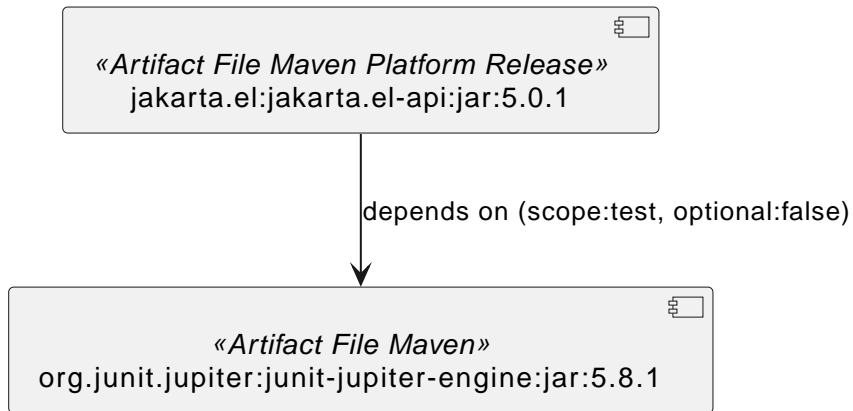 «Artifact File Maven Platform Release»
jakarta.el:jakarta.el-api:jar:5.0.1
depends on (scope:test, optional:false)
«Artifact File Maven»
org.junit.jupiter:junit-jupiter-engine:jar:5.8.1